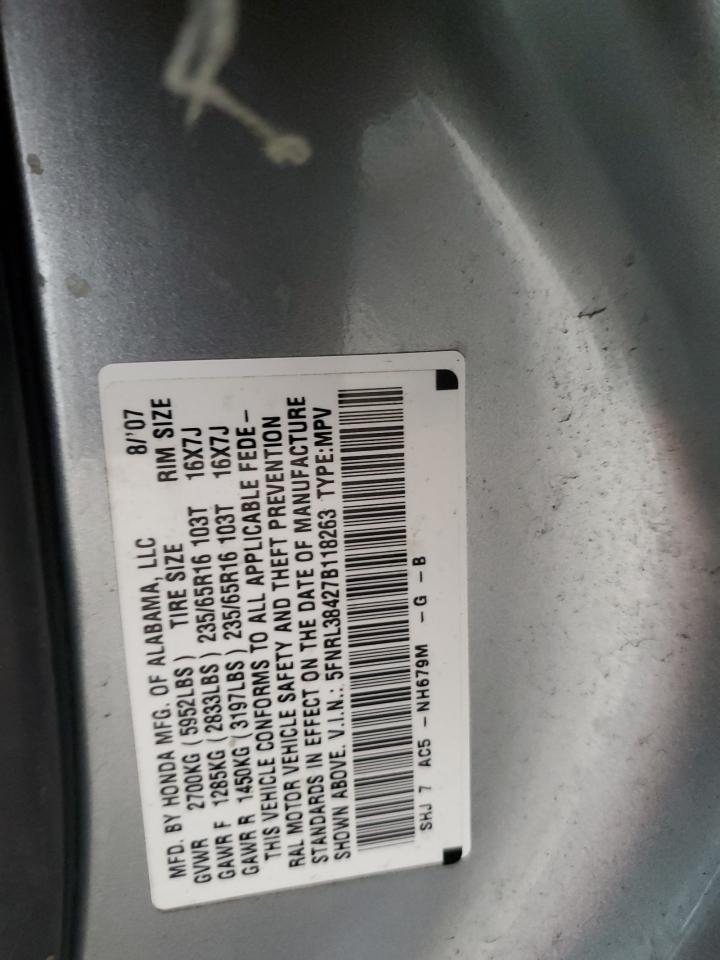 MFD. BY HONDA MFG. OF ALABAMA, LLC 8/'07
GVWR 2700KG (5952LBS) TIRE SIZE RIM SIZE
GAWR F 1285KG (2833LBS) 235/65R16 103T 16X7J
GAWR R 1450KG (3197LBS) 235/65R16 103T 16X7J
THIS VEHICLE CONFORMS TO ALL APPLICABLE FEDE-
RAL MOTOR VEHICLE SAFETY AND THEFT PREVENTION
STANDARDS IN EFFECT ON THE DATE OF MANUFACTURE
SHOWN ABOVE. V.I.N.: 5FNRL38427B118263 TYPE:MPV
SHJ 7 AC5 -NH679M -G -B